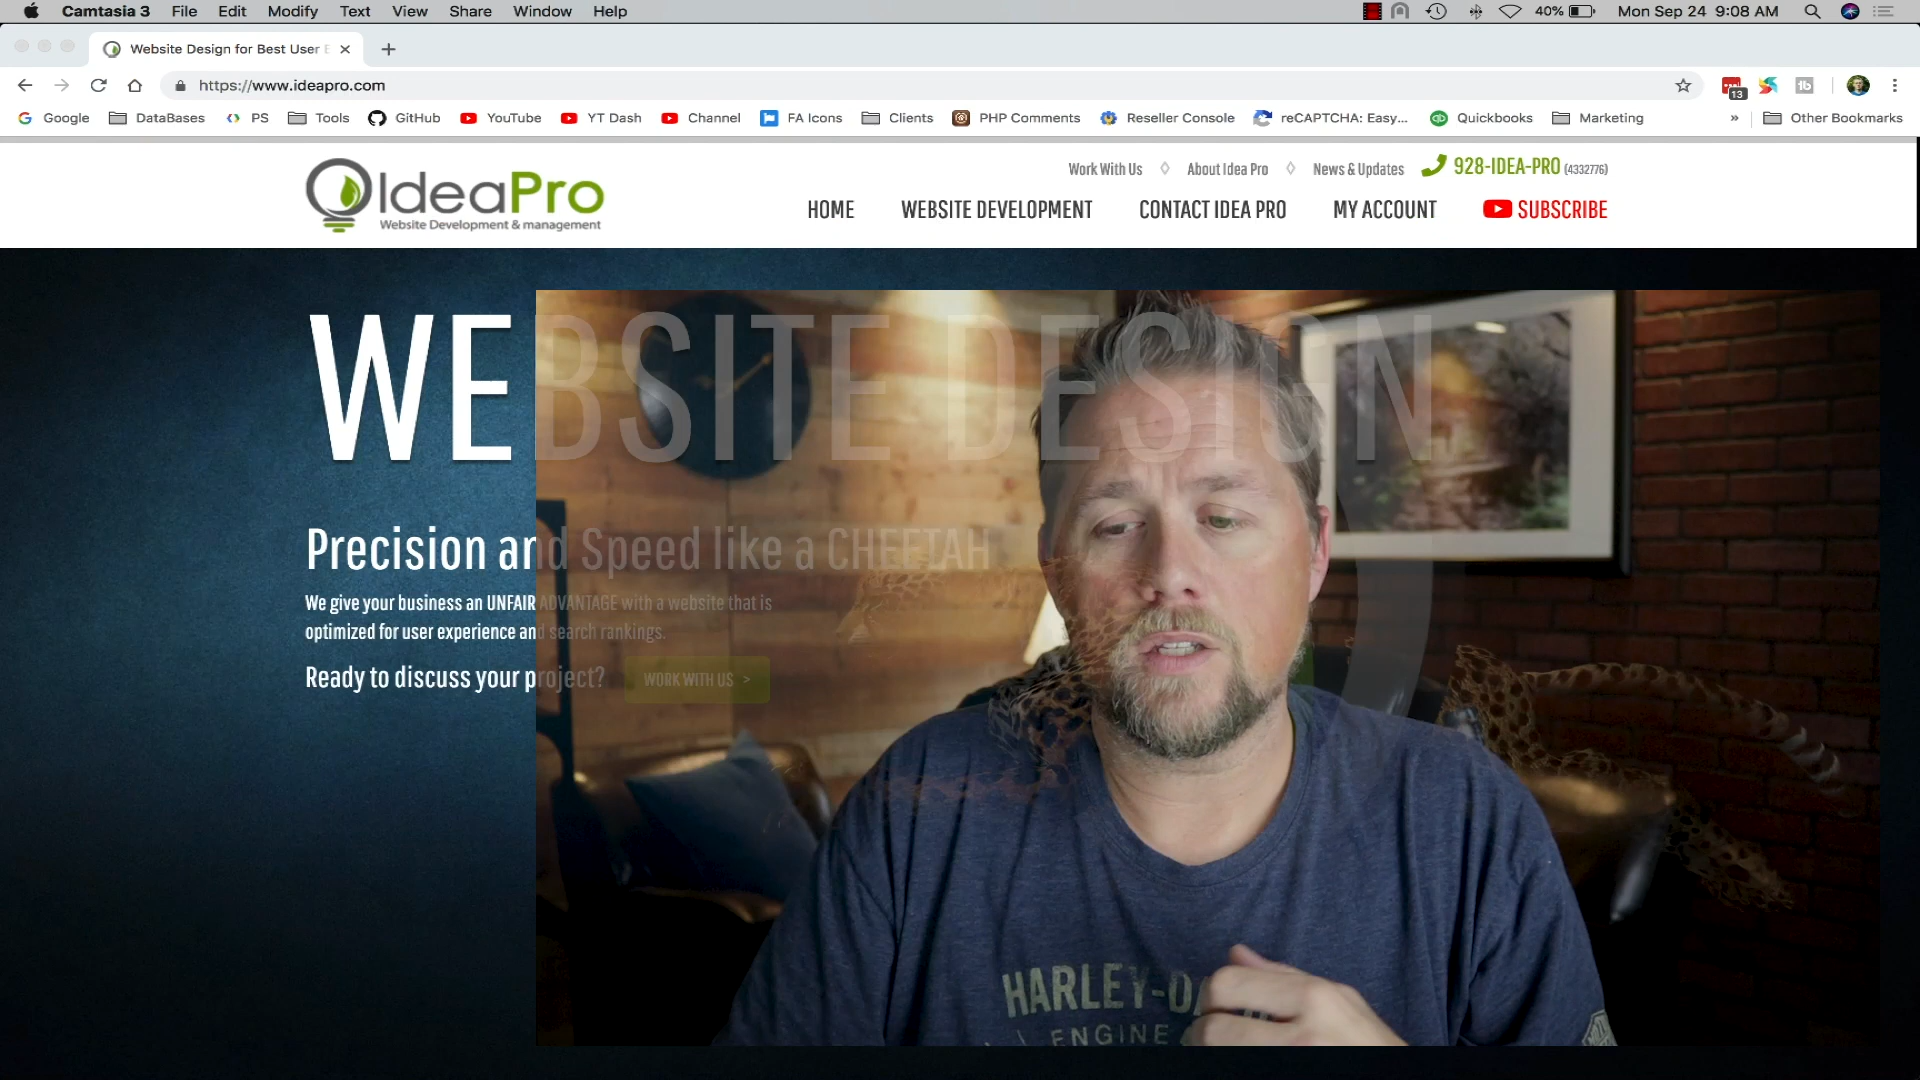 Camtasia 3 File Edit Modify Text View Share Window Help 40% Mon Sep 24 9:08 AM
Website Design for Best User E
https://www.ideapro.com 13
Google DataBases PS Tools GitHub YouTube YT Dash Channel FA Icons Clients PHP Comments Reseller Console reCAPTCHA: Easy... Quickbooks Marketing » Other Bookmarks
IdeaPro
Website Development & management
Work With Us About Idea Pro News & Updates 928-IDEA-PRO (4332776)
HOME WEBSITE DEVELOPMENT CONTACT IDEA PRO MY ACCOUNT SUBSCRIBE
WEBSITE DESIGN
Precision and Speed like a CHEETAH
We give your business an UNFAIR ADVANTAGE with a website that is
optimized for user experience and search rankings.
Ready to discuss your project? WORK WITH US >
HARLEY-DA
ENGINE